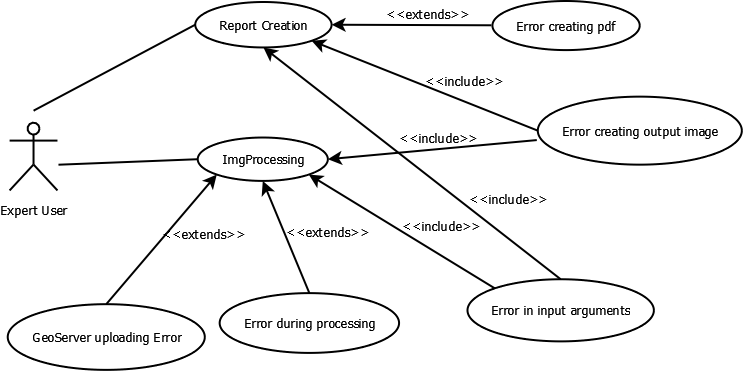 Report Creation
<<extends>>
Error creating pdf
<<include>>
Error creating output image
<<include>>
ImgProcessing
Expert User
<<include>>
<<extends>>
<<extends>>
<<include>>
GeoServer uploading Error
Error during processing
Error in input arguments